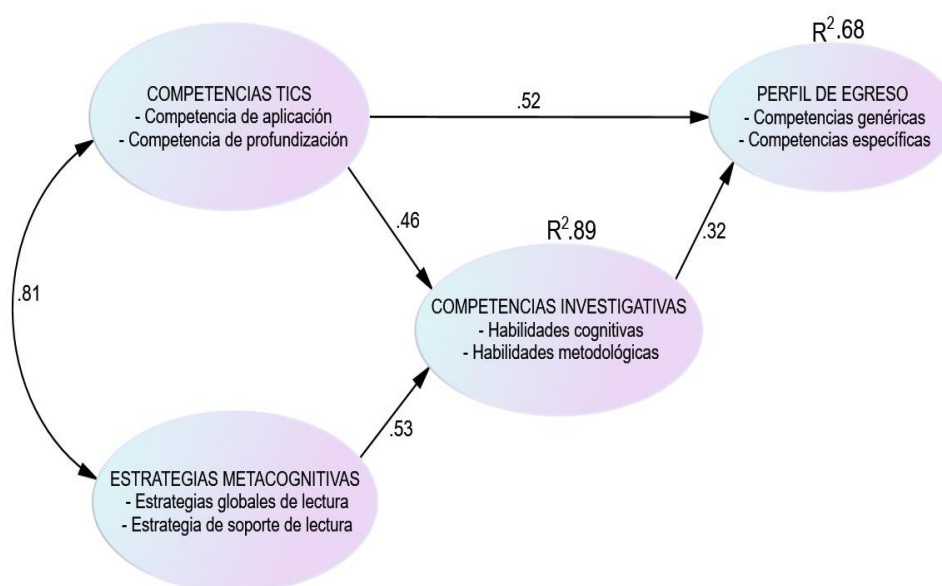 R².68
COMPETENCIAS TICS
- Competencia de aplicación
- Competencia de profundización
PERFIL DE EGRESO
- Competencias genéricas
- Competencias específicas
.52
.46
R².89
.32
.81
COMPETENCIAS INVESTIGATIVAS
- Habilidades cognitivas
- Habilidades metodológicas
.53
ESTRATEGIAS METACOGNITIVAS
- Estrategias globales de lectura
- Estrategia de soporte de lectura